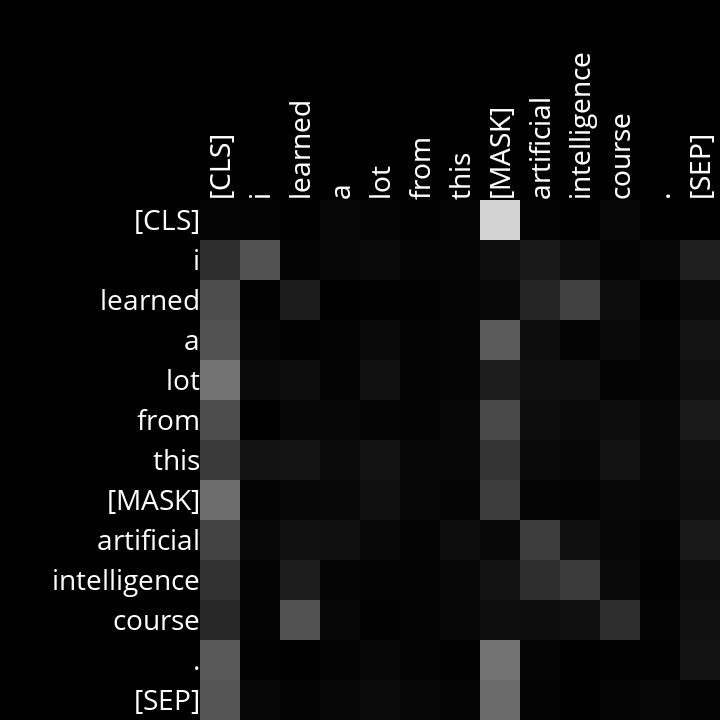 [CLS]
i
learned
a
lot
from
this
[MASK]
artificial
intelligence
course
.
[SEP]
[CLS]
i
learned
a
lot
from
this
[MASK]
artificial
intelligence
course
.
[SEP]